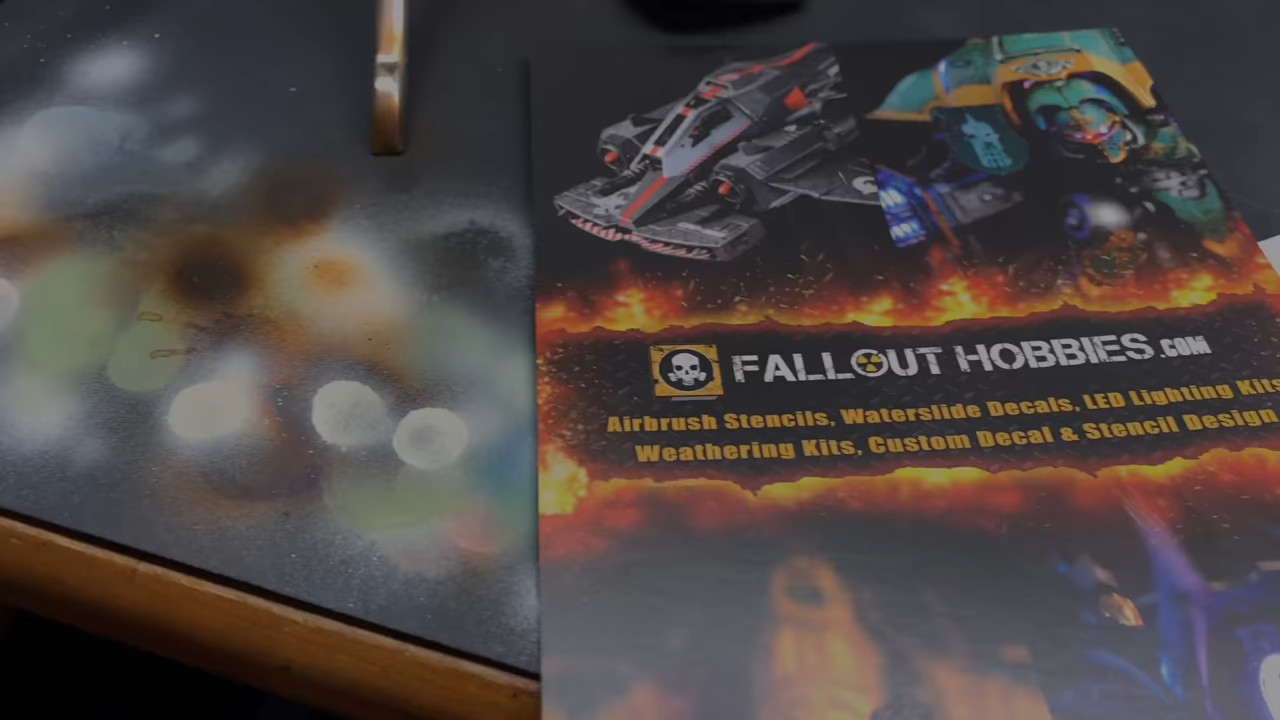 FALLOUT HOBBIES.COM
Airbrush Stencils, Waterslide Decals, LED Lighting Kits
Weathering Kits, Custom Decal & Stencil Design